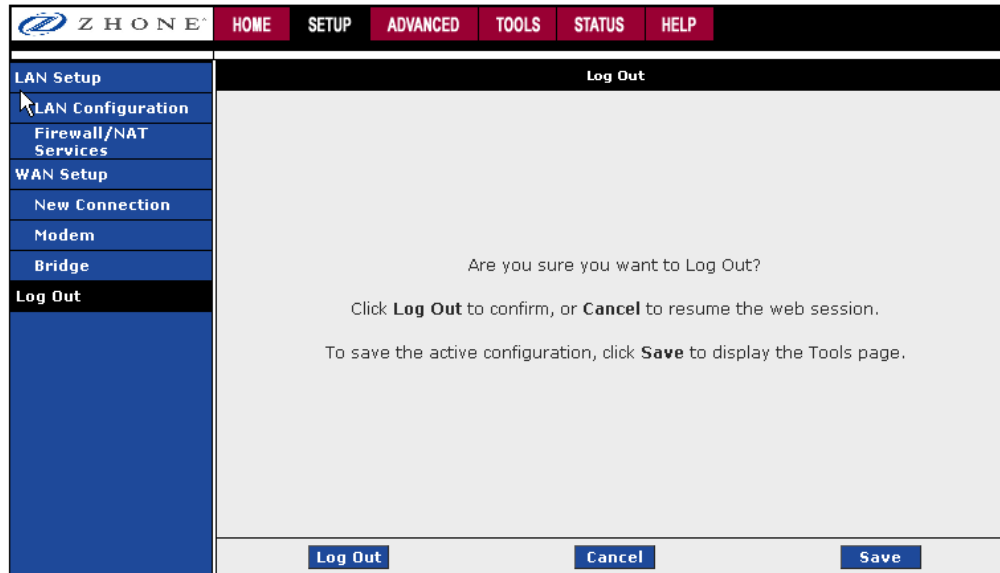 ZHONE
HOME SETUP ADVANCED TOOLS STATUS HELP
LAN Setup
LAN Configuration
Firewall/NAT
Services
WAN Setup
New Connection
Modem
Bridge
Log Out
Log Out
Are you sure you want to Log Out?
Click Log Out to confirm, or Cancel to resume the web session.
To save the active configuration, click Save to display the Tools page.
Log Out Cancel Save